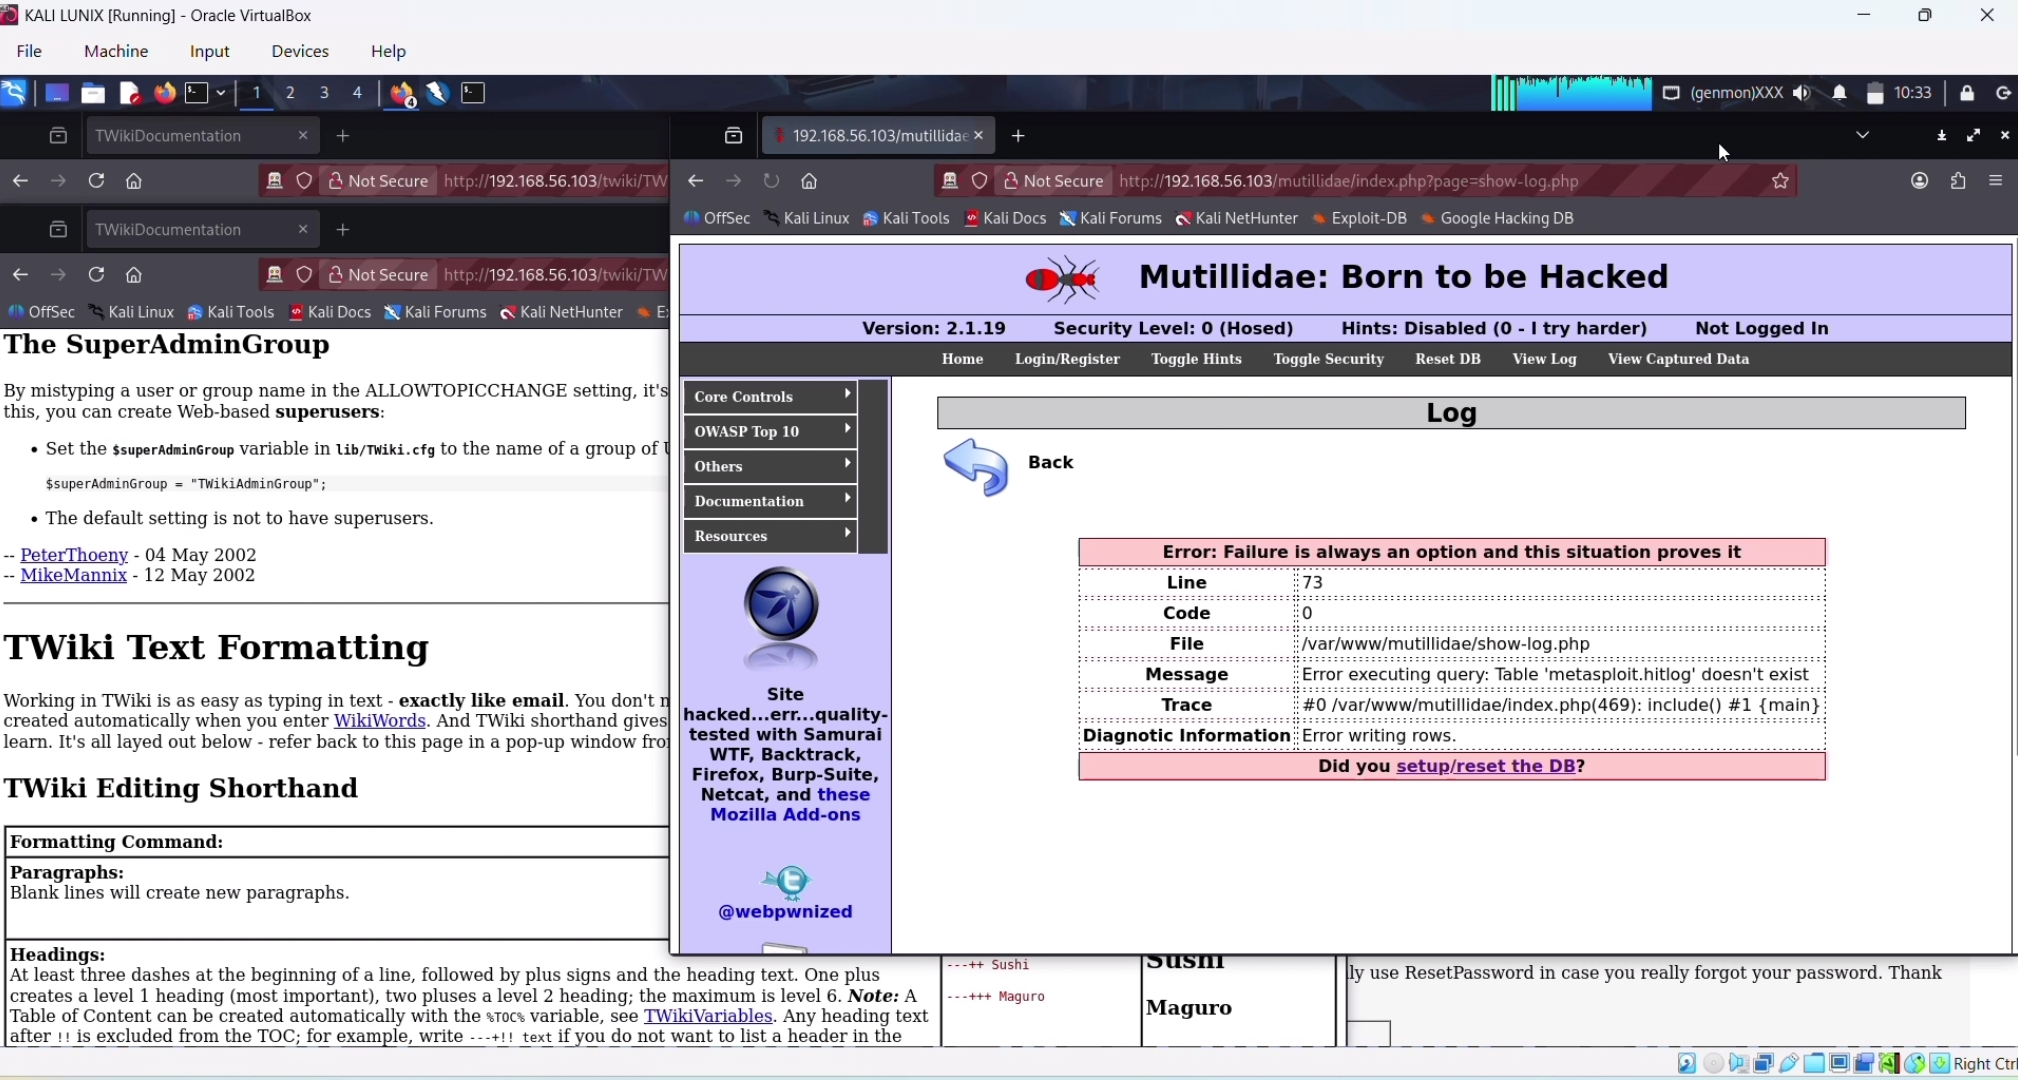 KALI LUNIX [Running] - Oracle VirtualBox
File Machine Input Devices Help
1 2 3 4 4 (genmon)XXX 10:33
TWikiDocumentation
Not Secure http://192.168.56.103/twiki/TW
TWikiDocumentation
Not Secure http://192.168.56.103/twiki/TW
OffSec Kali Linux Kali Tools Kali Docs Kali Forums Kali NetHunter
The SuperAdminGroup
By mistyping a user or group name in the ALLOWTOPICCHANGE setting, it's
this, you can create Web-based superusers:
• Set the $superAdminGroup variable in lib/TWiki.cfg to the name of a group of
$superAdminGroup = "TWikiAdminGroup";
• The default setting is not to have superusers.
-- PeterThoeny - 04 May 2002
-- MikeMannix - 12 May 2002
TWiki Text Formatting
Working in TWiki is as easy as typing in text - exactly like email. You don't
created automatically when you enter WikiWords. And TWiki shorthand gives
learn. It's all layed out below - refer back to this page in a pop-up window
TWiki Editing Shorthand
Formatting Command:
Paragraphs:
Blank lines will create new paragraphs.
Headings:
At least three dashes at the beginning of a line, followed by plus signs and the heading text. One plus
creates a level 1 heading (most important), two pluses a level 2 heading; the maximum is level 6. Note: A
Table of Content can be created automatically with the %TOC% variable, see TWikiVariables. Any heading text
after !! is excluded from the TOC; for example, write ---+!! text if you do not want to list a header in the
---++ Sushi
---+++ Maguro
Sushi
Maguro
ly use ResetPassword in case you really forgot your password. Thank
192.168.56.103/mutillidae
Not Secure http://192.168.56.103/mutillidae/index.php?page=show-log.php
OffSec Kali Linux Kali Tools Kali Docs Kali Forums Kali NetHunter Exploit-DB Google Hacking DB
Mutillidae: Born to be Hacked
Version: 2.1.19 Security Level: 0 (Hosed) Hints: Disabled (0 - I try harder) Not Logged In
Home Login/Register Toggle Hints Toggle Security Reset DB View Log View Captured Data
Core Controls
OWASP Top 10
Others
Documentation
Resources
Site
hacked...err...quality-
tested with Samurai
WTF, Backtrack,
Firefox, Burp-Suite,
Netcat, and these
Mozilla Add-ons
@webpwnized
Log
Back
Error: Failure is always an option and this situation proves it
Line 73
Code 0
File /var/www/mutillidae/show-log.php
Message Error executing query: Table 'metasploit.hitlog' doesn't exist
Trace #0 /var/www/mutillidae/index.php(469): include() #1 {main}
Diagnotic Information Error writing rows.
Did you setup/reset the DB?
Right Ctrl